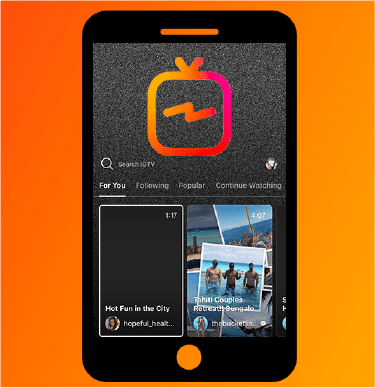 Search IGTV
For You Following Popular Continue Watching
1:17
4:07
Hot Fun in the City
hopeful_healt...
Tahiti Couples
Retreat! Bungalo...
thebucketlis...
S
H